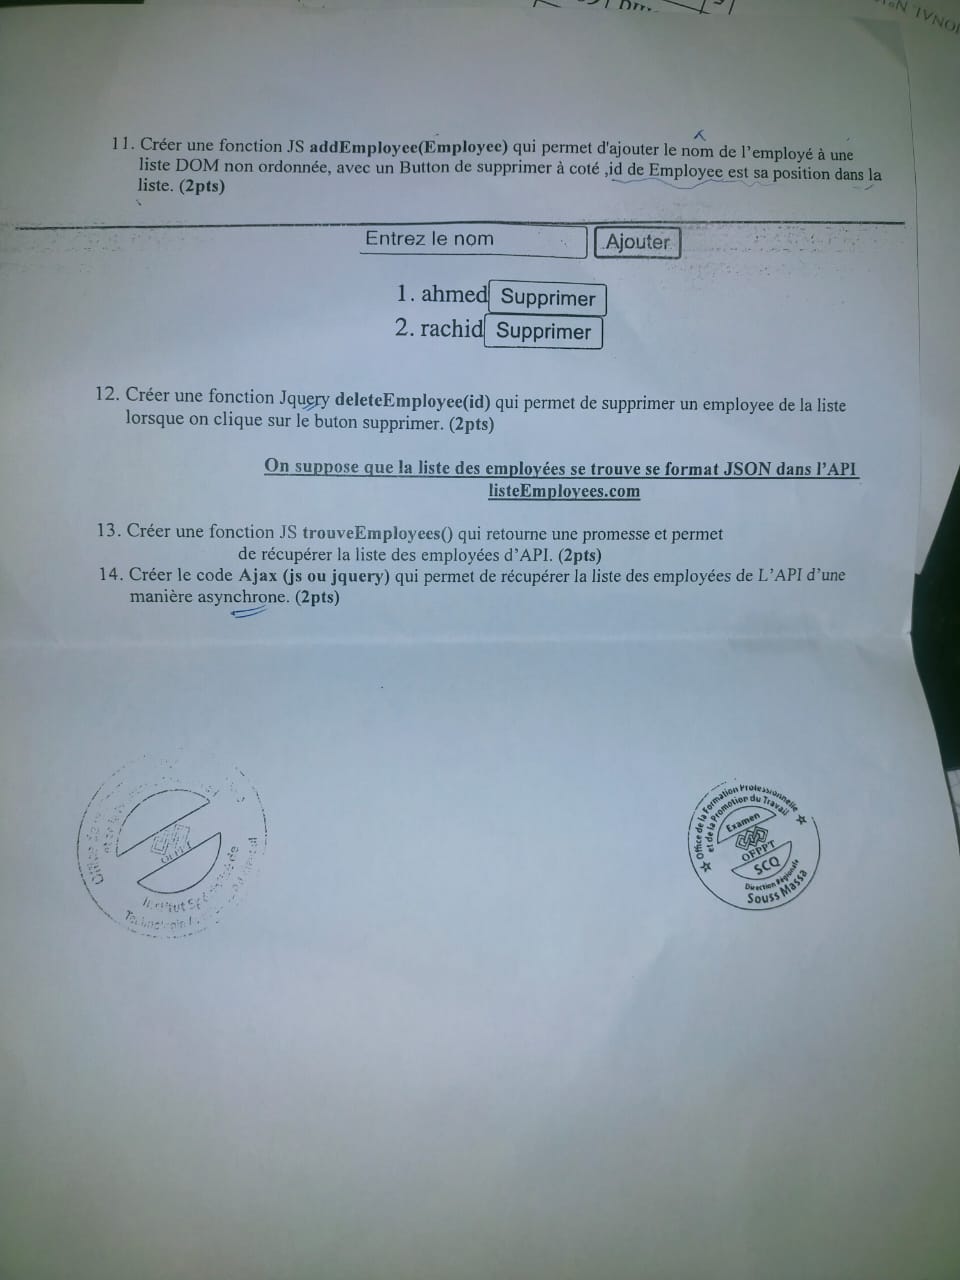 11. Créer une fonction JS addEmployee(Employee) qui permet d'ajouter le nom de l'employé à une
liste DOM non ordonnée, avec un Button de supprimer à coté ,id de Employee est sa position dans la
liste. (2pts)
Entrez le nom Ajouter
1. ahmed Supprimer
2. rachid Supprimer
12. Créer une fonction Jquery deleteEmployee(id) qui permet de supprimer un employee de la liste
lorsque on clique sur le buton supprimer. (2pts)
On suppose que la liste des employées se trouve se format JSON dans l'API
listeEmployees.com
13. Créer une fonction JS trouveEmployees() qui retourne une promesse et permet
de récupérer la liste des employées d'API. (2pts)
14. Créer le code Ajax (js ou jquery) qui permet de récupérer la liste des employées de L'API d'une
manière asynchrone. (2pts)
OFPPT
Office de la Formation Professionnelle
et de la Promotion du Travail
Examen
OFPPT
SCQ
Direction Régionale
Souss Massa